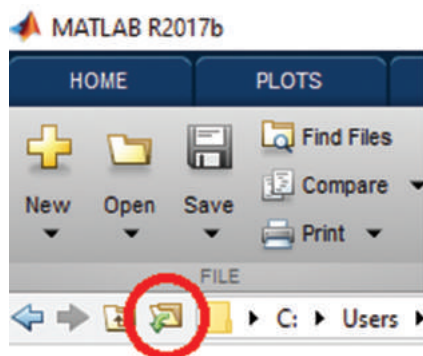 MATLAB R2017b
HOME PLOTS
Find Files
Compare
New Open Save
Print
FILE
C: Users